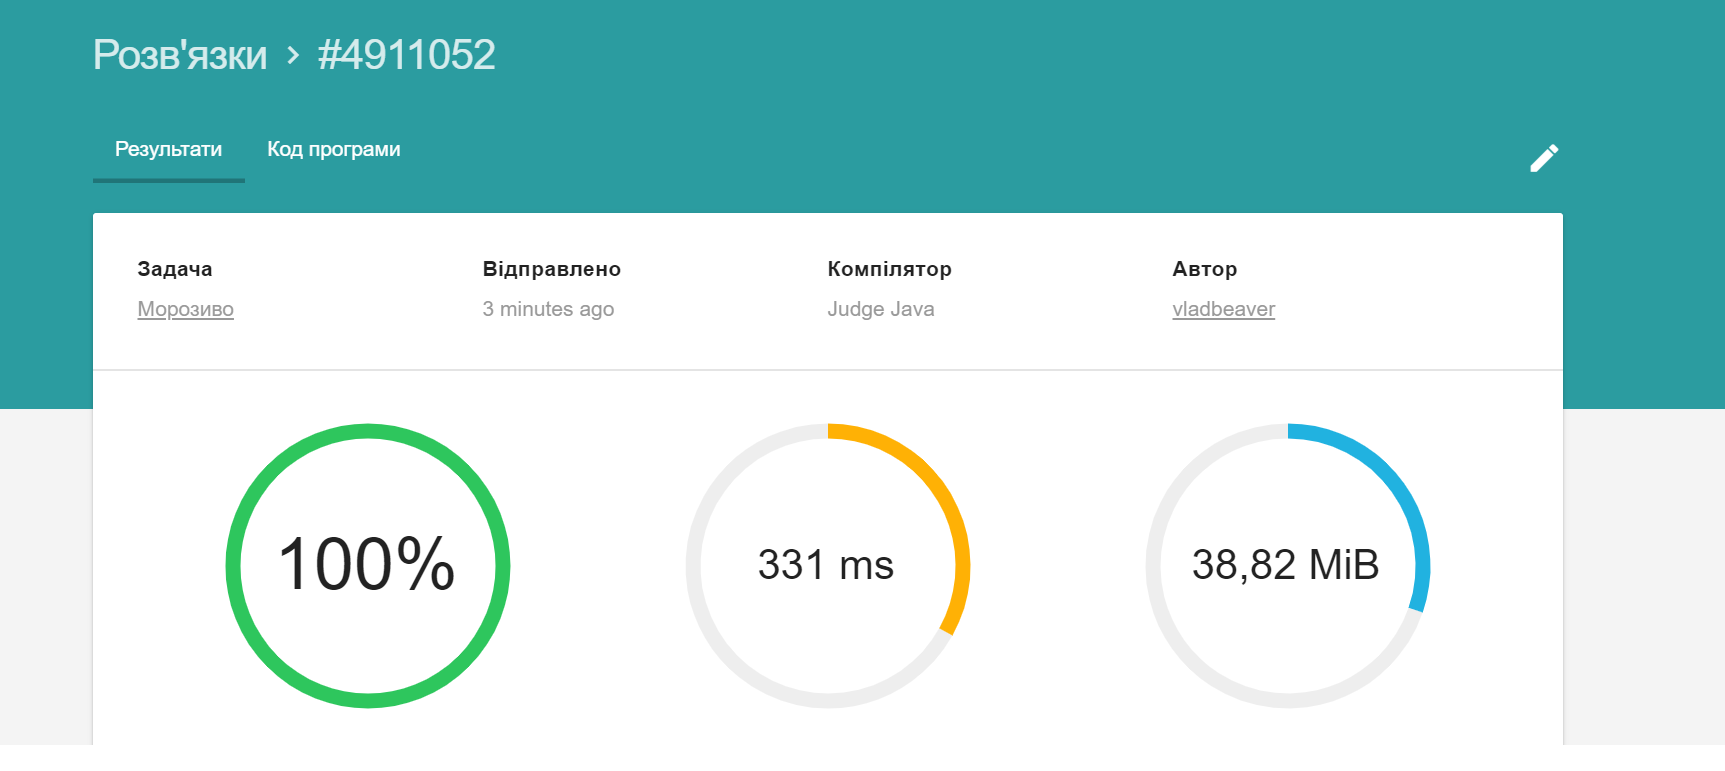 Розв'язки > #4911052
Результати Код програми
Задача Відправлено Компілятор Автор
Морозиво 3 minutes ago Judge Java vladbeaver
100% 331 ms 38,82 MiB